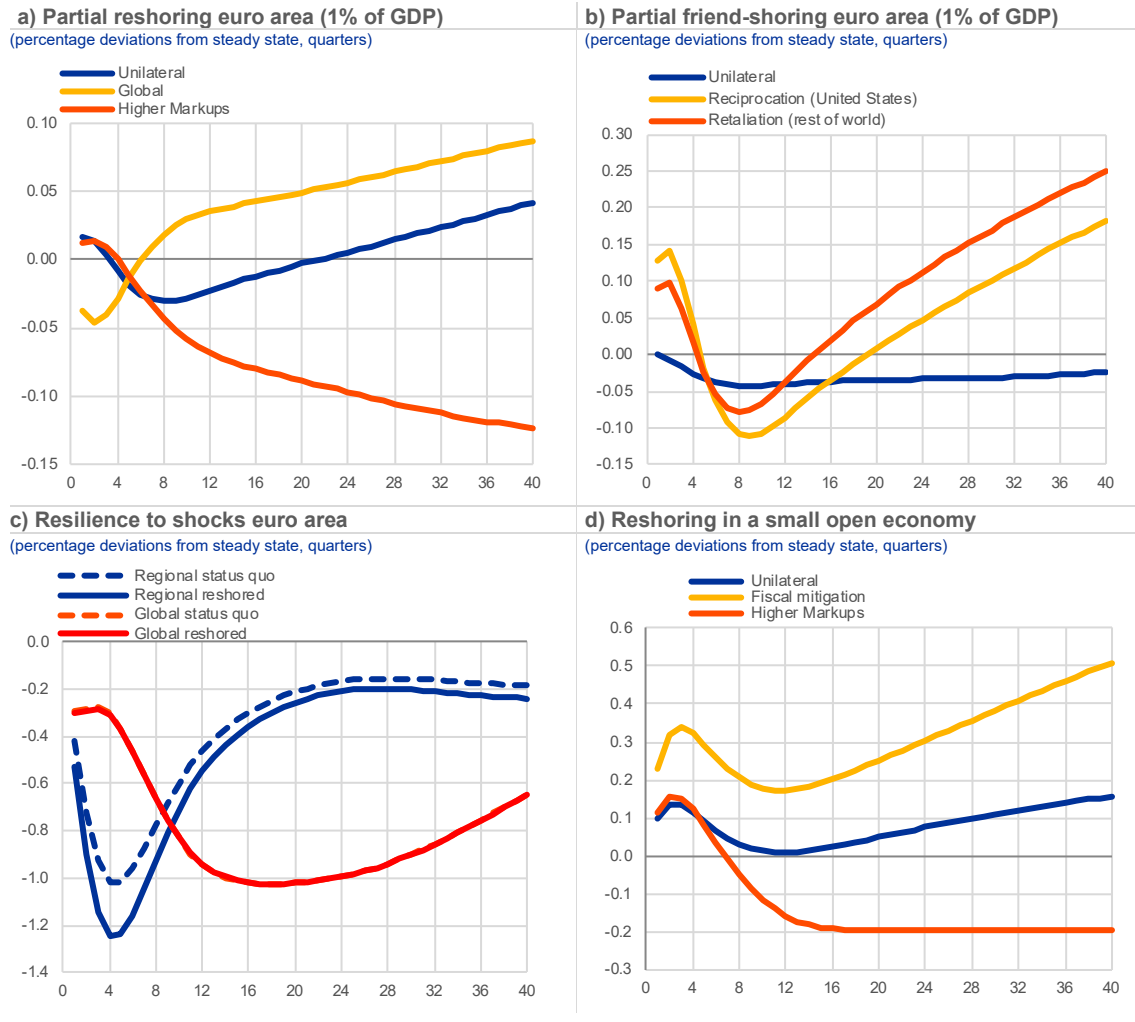 a) Partial reshoring euro area (1% of GDP)
(percentage deviations from steady state, quarters)
Unilateral
Global
Higher Markups
0.10
0.05
0.00
-0.05
-0.10
-0.15
0 4 8 12 16 20 24 28 32 36 40
b) Partial friend-shoring euro area (1% of GDP)
(percentage deviations from steady state, quarters)
Unilateral
Reciprocation (United States)
Retaliation (rest of world)
0.30
0.25
0.20
0.15
0.10
0.05
0.00
-0.05
-0.10
-0.15
0 4 8 12 16 20 24 28 32 36 40
c) Resilience to shocks euro area
(percentage deviations from steady state, quarters)
Regional status quo
Regional reshored
Global status quo
Global reshored
0.0
-0.2
-0.4
-0.6
-0.8
-1.0
-1.2
-1.4
0 4 8 12 16 20 24 28 32 36 40
d) Reshoring in a small open economy
(percentage deviations from steady state, quarters)
Unilateral
Fiscal mitigation
Higher Markups
0.6
0.5
0.4
0.3
0.2
0.1
0.0
-0.1
-0.2
-0.3
0 4 8 12 16 20 24 28 32 36 40